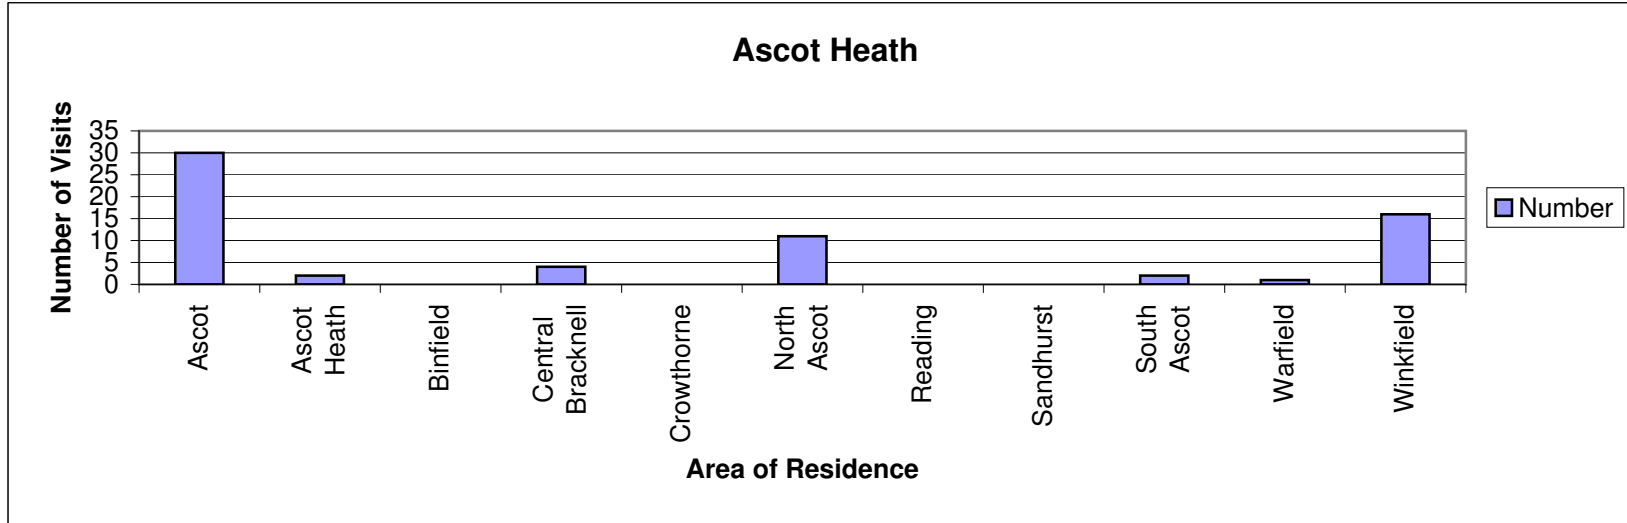 Ascot Heath
Number of Visits
35
30
25
20
15
10
5
0
Ascot
Ascot
Heath
Binfield
Central
Bracknell
Crowthorne
North
Ascot
Reading
Sandhurst
South
Ascot
Warfield
Winkfield
Area of Residence
Number